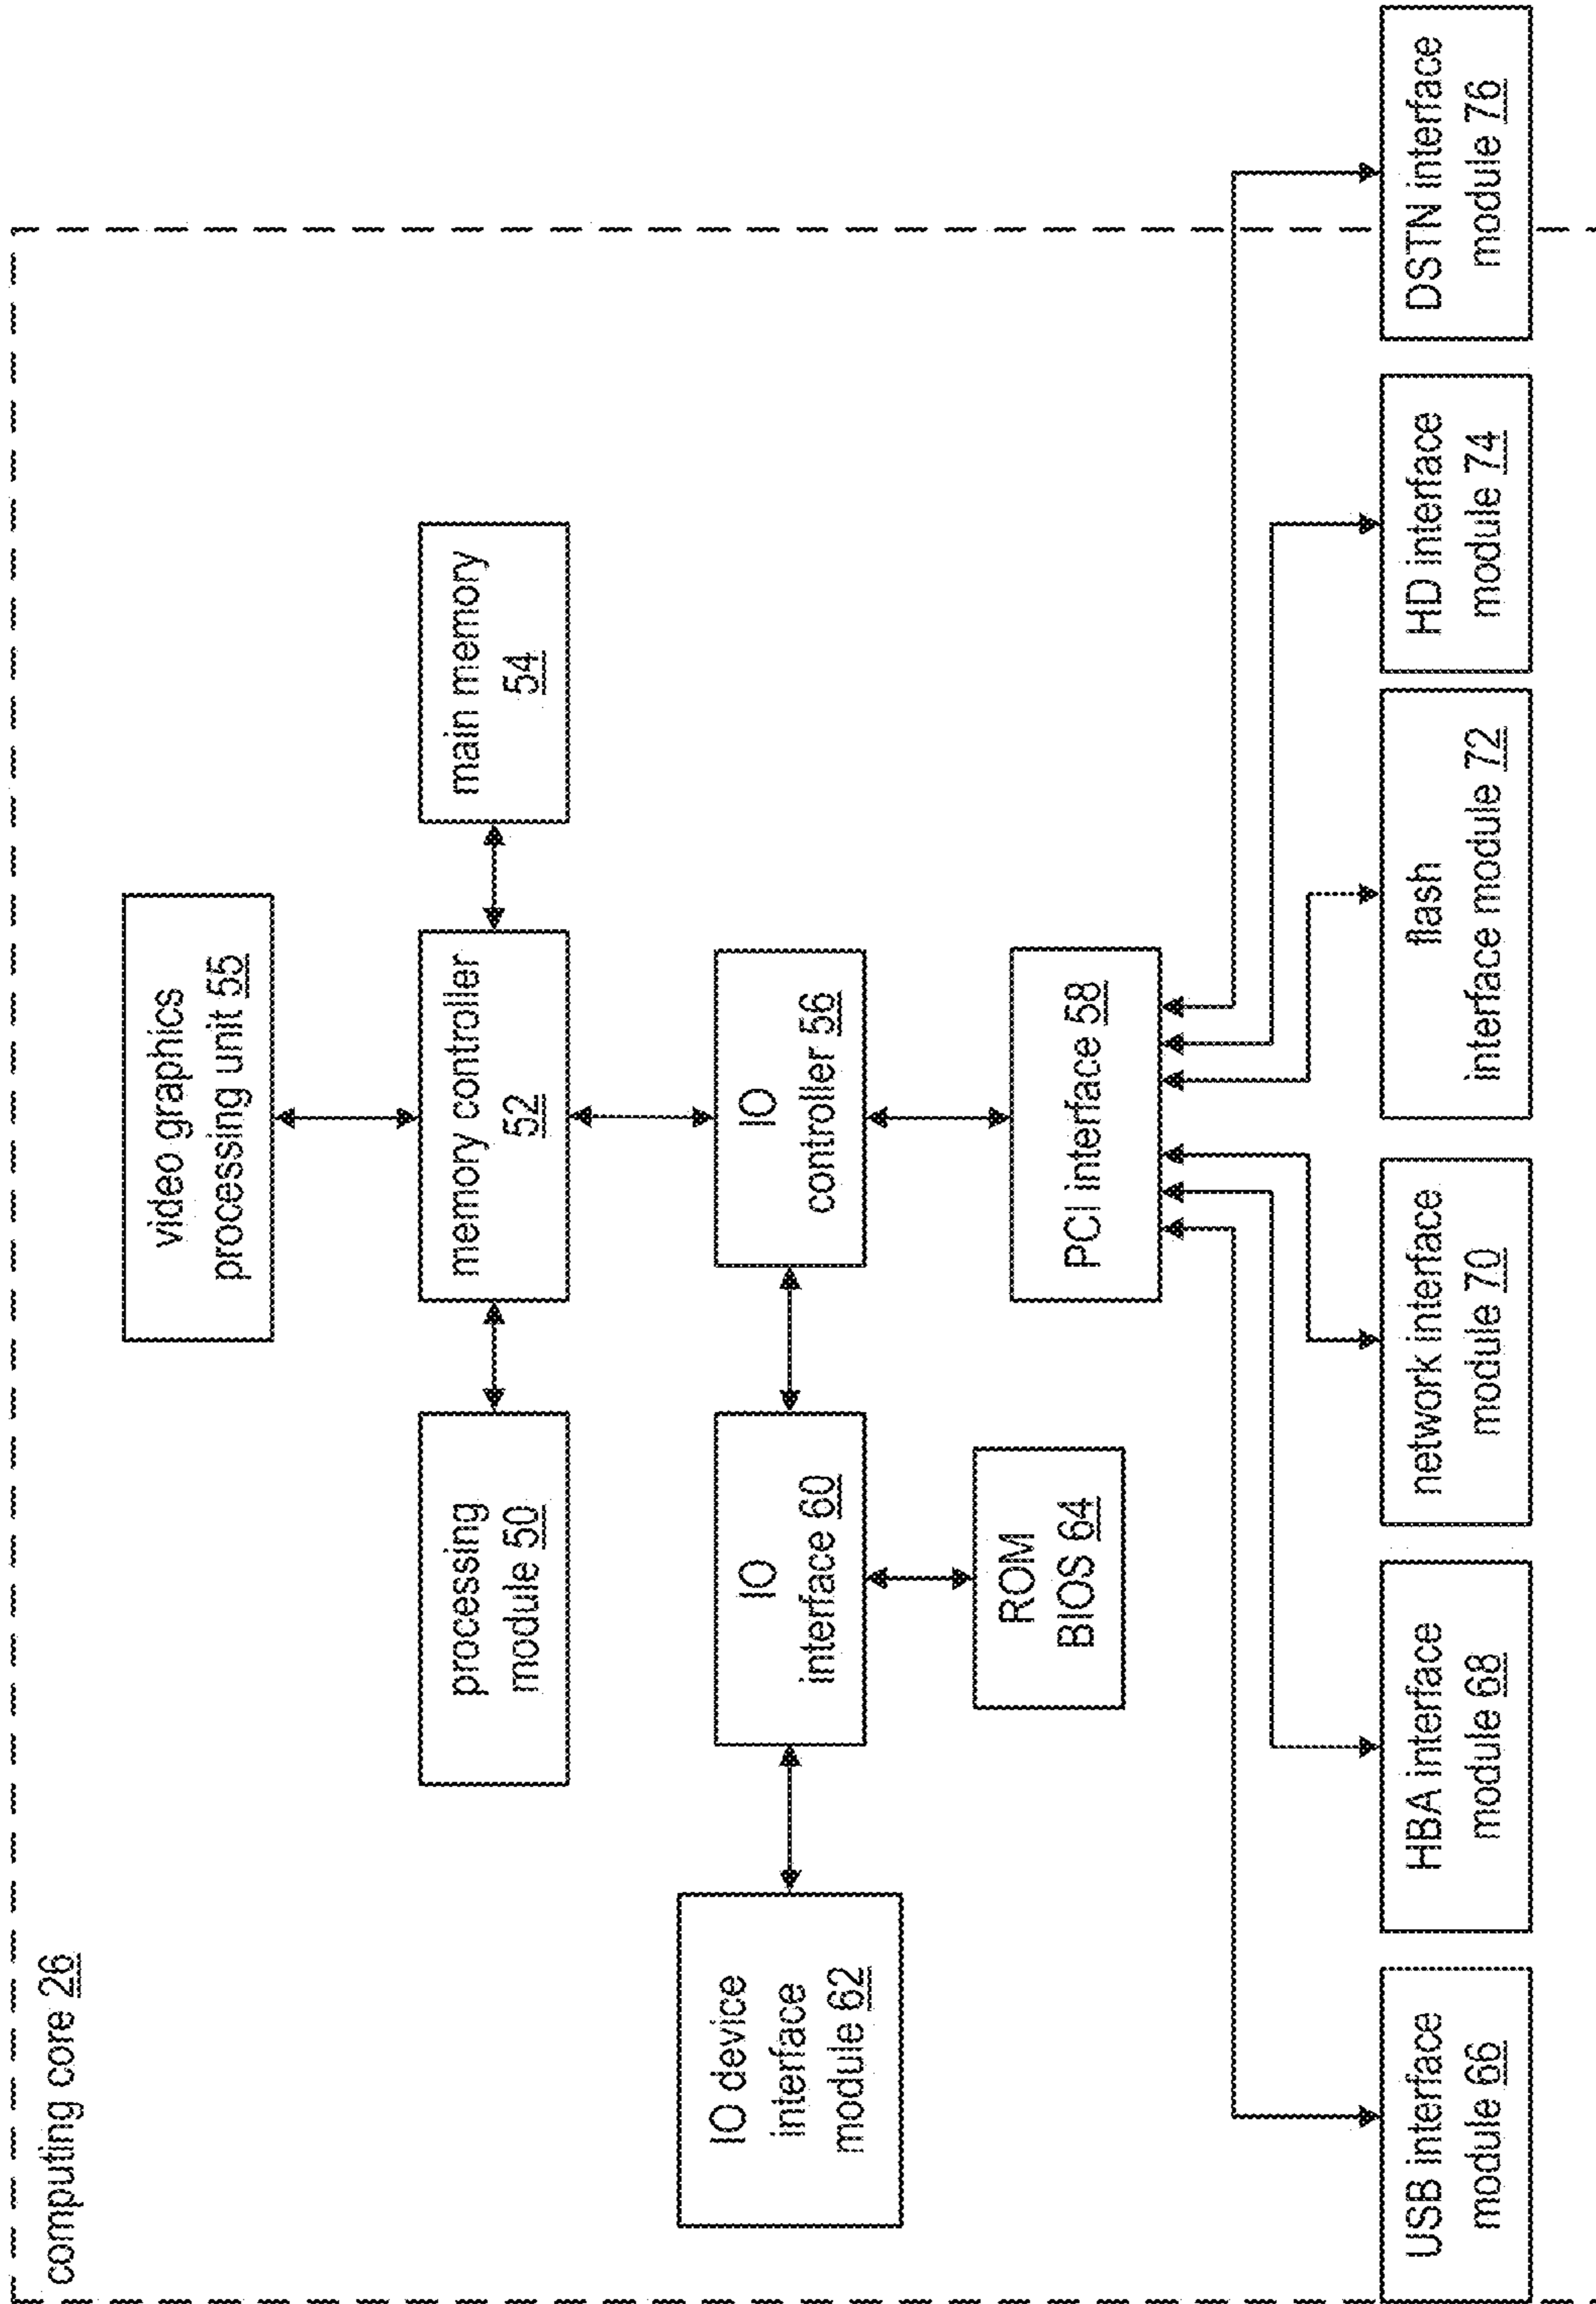 computing core 26
video graphics
processing unit 55
processing
module 50
memory controller
52
main memory
54
IO device
interface
module 62
IO
interface 60
IO
controller 56
ROM
BIOS 64
PCI interface 58
USB interface
module 66
HBA interface
module 68
network interface
module 70
flash
interface module 72
HD interface
module 74
DSTN interface
module 76